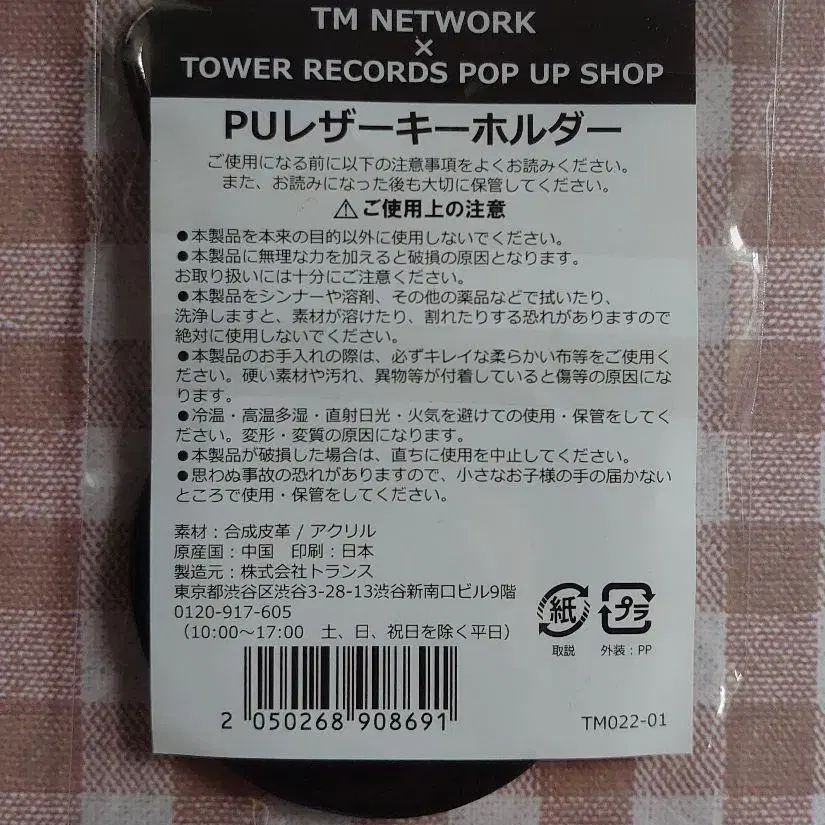 TM NETWORK
×
TOWER RECORDS POP UP SHOP
PUレザーキーホルダー
ご使用になる前に以下の注意事項をよくお読みください。
また、お読みになった後も大切に保管してください。
⚠ご使用上の注意
●本製品を本来の目的以外に使用しないでください。
●本製品に無理な力を加えると破損の原因となります。
お取り扱いには十分にご注意ください。
●本製品をシンナーや溶剤、その他の薬品などで拭いたり、
洗浄しますと、素材が溶けたり、割れたりする恐れがありますので
絶対に使用しないでください。
●本製品のお手入れの際は、必ずキレイな柔らかい布等をご使用く
ださい。硬い素材や汚れ、異物等が付着していると傷等の原因にな
ります。
●冷温・高温多湿・直射日光・火気を避けての使用・保管をしてく
ださい。変形・変質の原因になります。
●本製品が破損した場合は、直ちに使用を中止してください。
●思わぬ事故の恐れがありますので、小さなお子様の手の届かない
ところで使用・保管をしてください。
素材：合成皮革 / アクリル
原産国：中国　印刷：日本
製造元：株式会社トランス
東京都渋谷区渋谷3-28-13渋谷新南口ビル9階
0120-917-605
（10:00～17:00　土、日、祝日を除く平日）
紙 プラ
取説 外装：PP
2 050268 908691
TM022-01